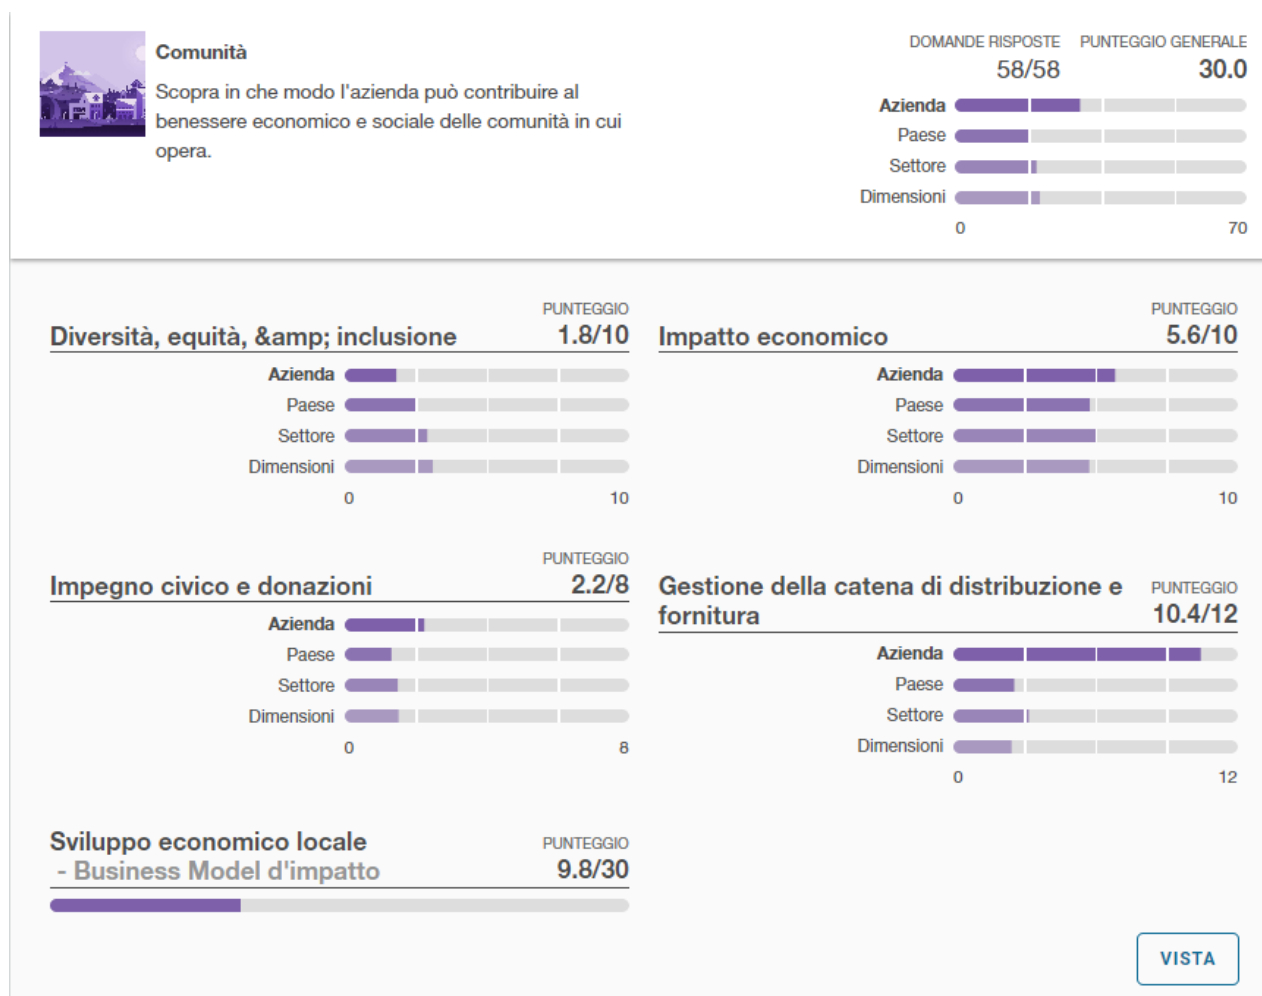 Comunità
Scopra in che modo l'azienda può contribuire al
benessere economico e sociale delle comunità in cui
opera.
DOMANDE RISPOSTE PUNTEGGIO GENERALE
58/58 30.0
Azienda
Paese
Settore
Dimensioni
0 70
PUNTEGGIO
Diversità, equità, &amp; inclusione 1.8/10
Azienda
Paese
Settore
Dimensioni
0 10
PUNTEGGIO
Impatto economico 5.6/10
Azienda
Paese
Settore
Dimensioni
0 10
PUNTEGGIO
Impegno civico e donazioni 2.2/8
Azienda
Paese
Settore
Dimensioni
0 8
Gestione della catena di distribuzione e PUNTEGGIO
fornitura 10.4/12
Azienda
Paese
Settore
Dimensioni
0 12
Sviluppo economico locale PUNTEGGIO
- Business Model d'impatto 9.8/30
VISTA